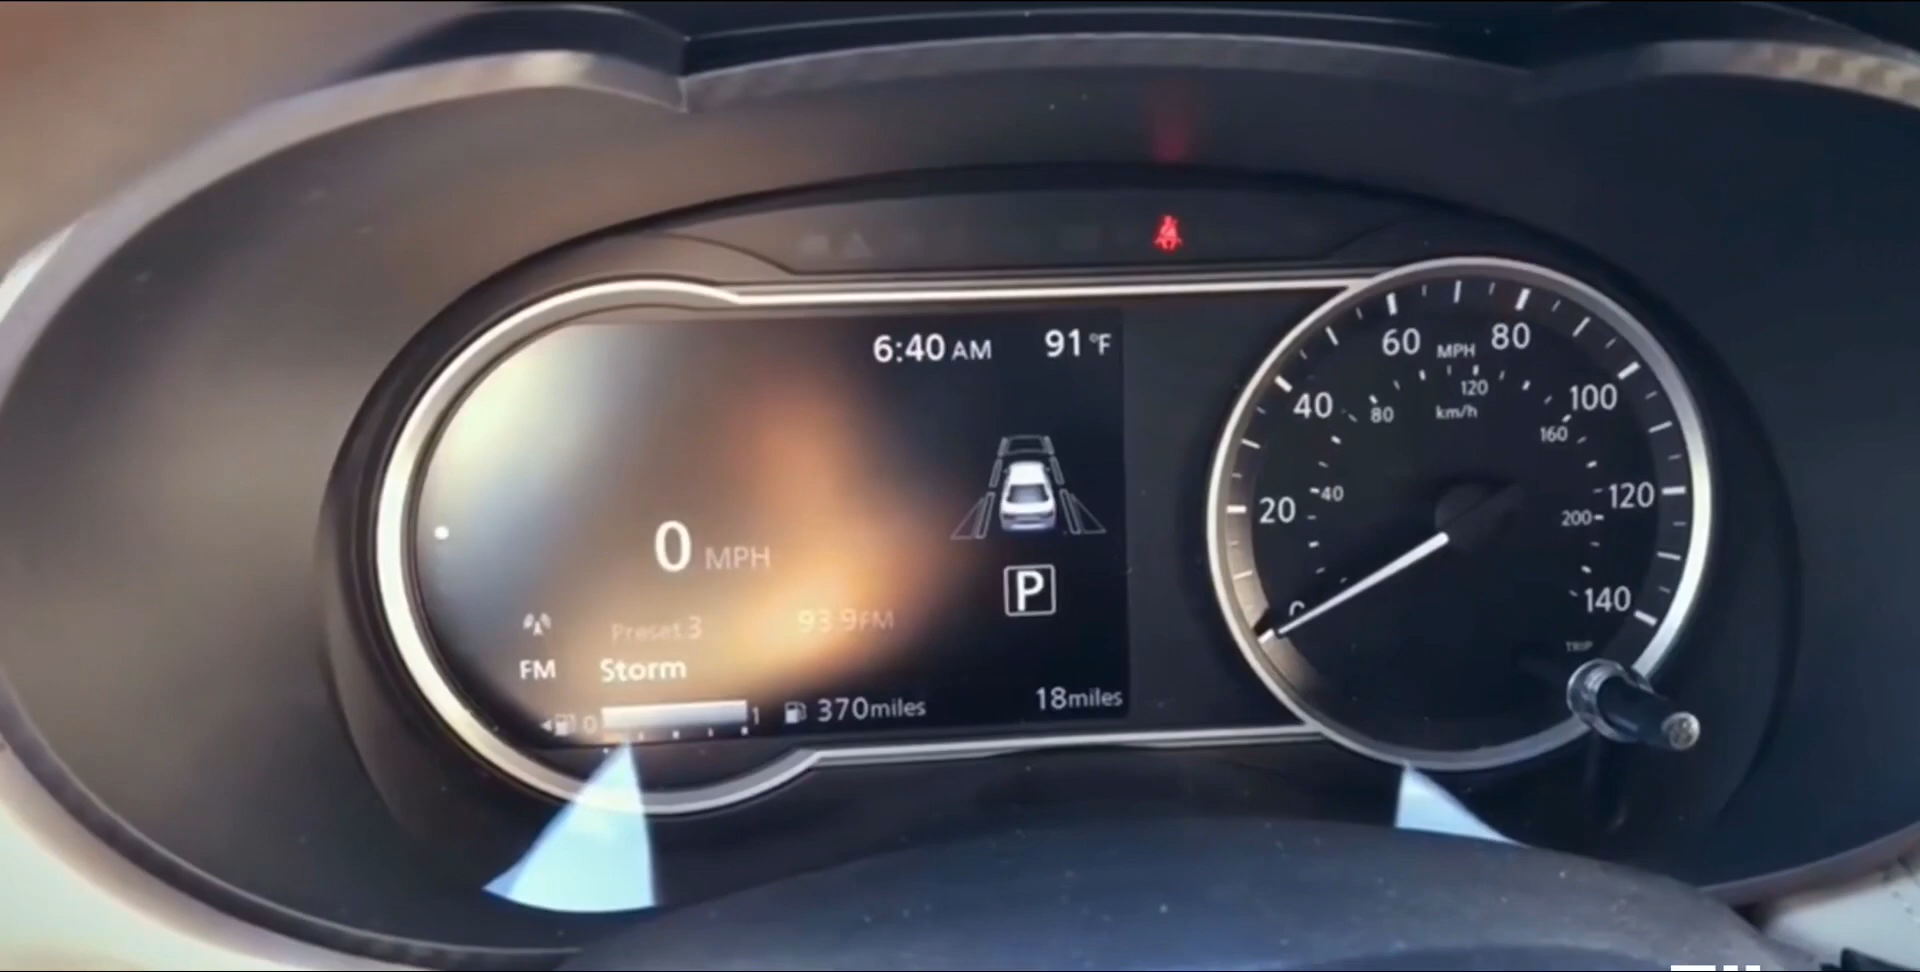 6:40 AM 91°F
0 MPH
P
Preset 3 93.9FM
FM Storm
0 1 370miles 18miles
60 MPH 80
40 80 km/h 120 100
160
20 40 120
200
0 140
TRIP